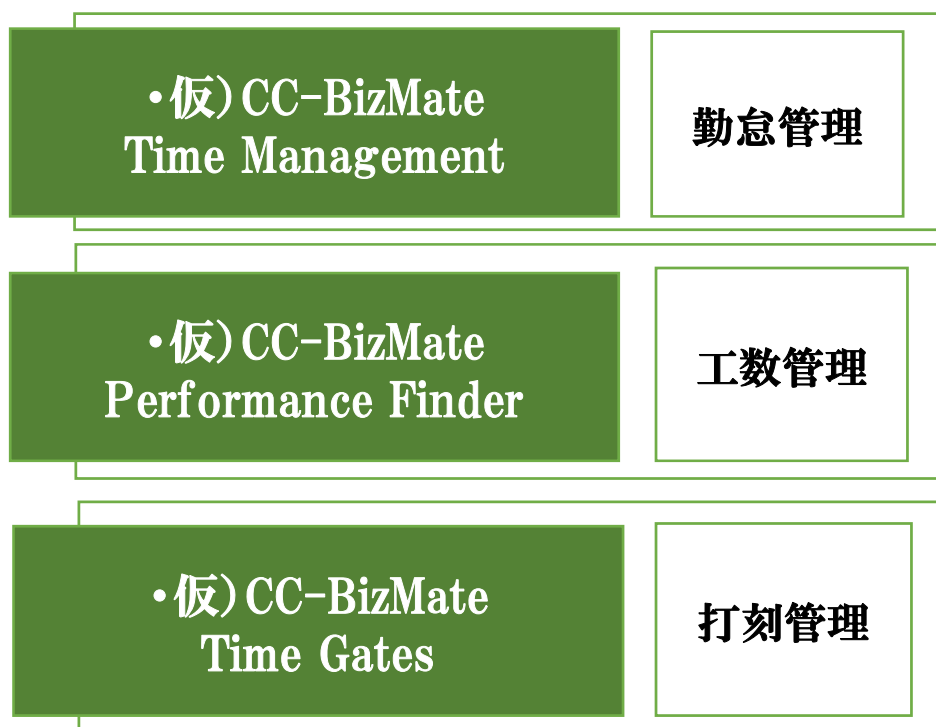 ・仮）CC-BizMate
Time Management
勤怠管理
・仮）CC-BizMate
Performance Finder
工数管理
・仮）CC-BizMate
Time Gates
打刻管理